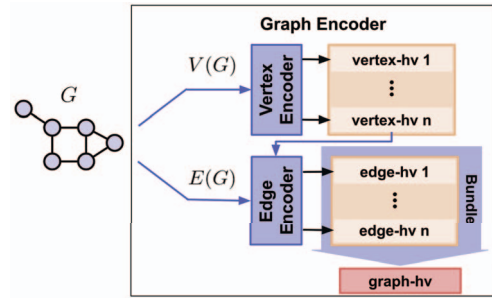 Graph Encoder
G
V(G)
Vertex
Encoder
vertex-hv 1
⋮
vertex-hv n
E(G)
Edge
Encoder
edge-hv 1
⋮
edge-hv n
Bundle
graph-hv